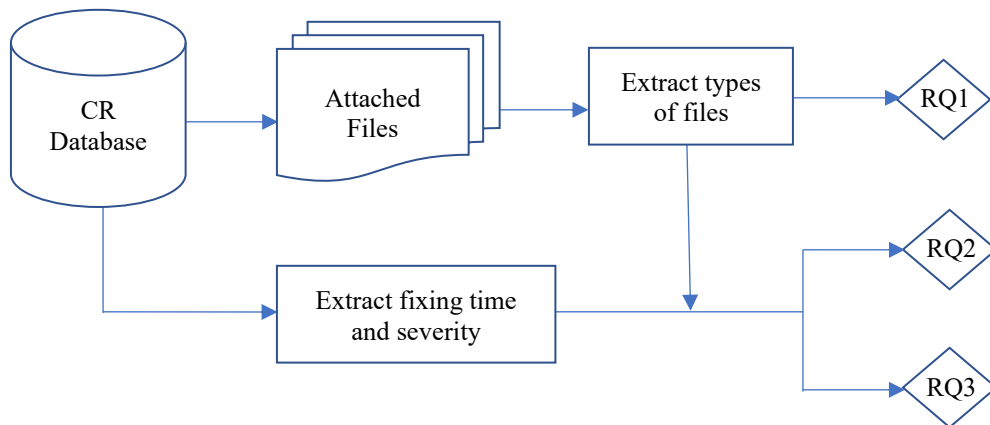 CR
Database
Attached
Files
Extract types
of files
RQ1
Extract fixing time
and severity
RQ2
RQ3